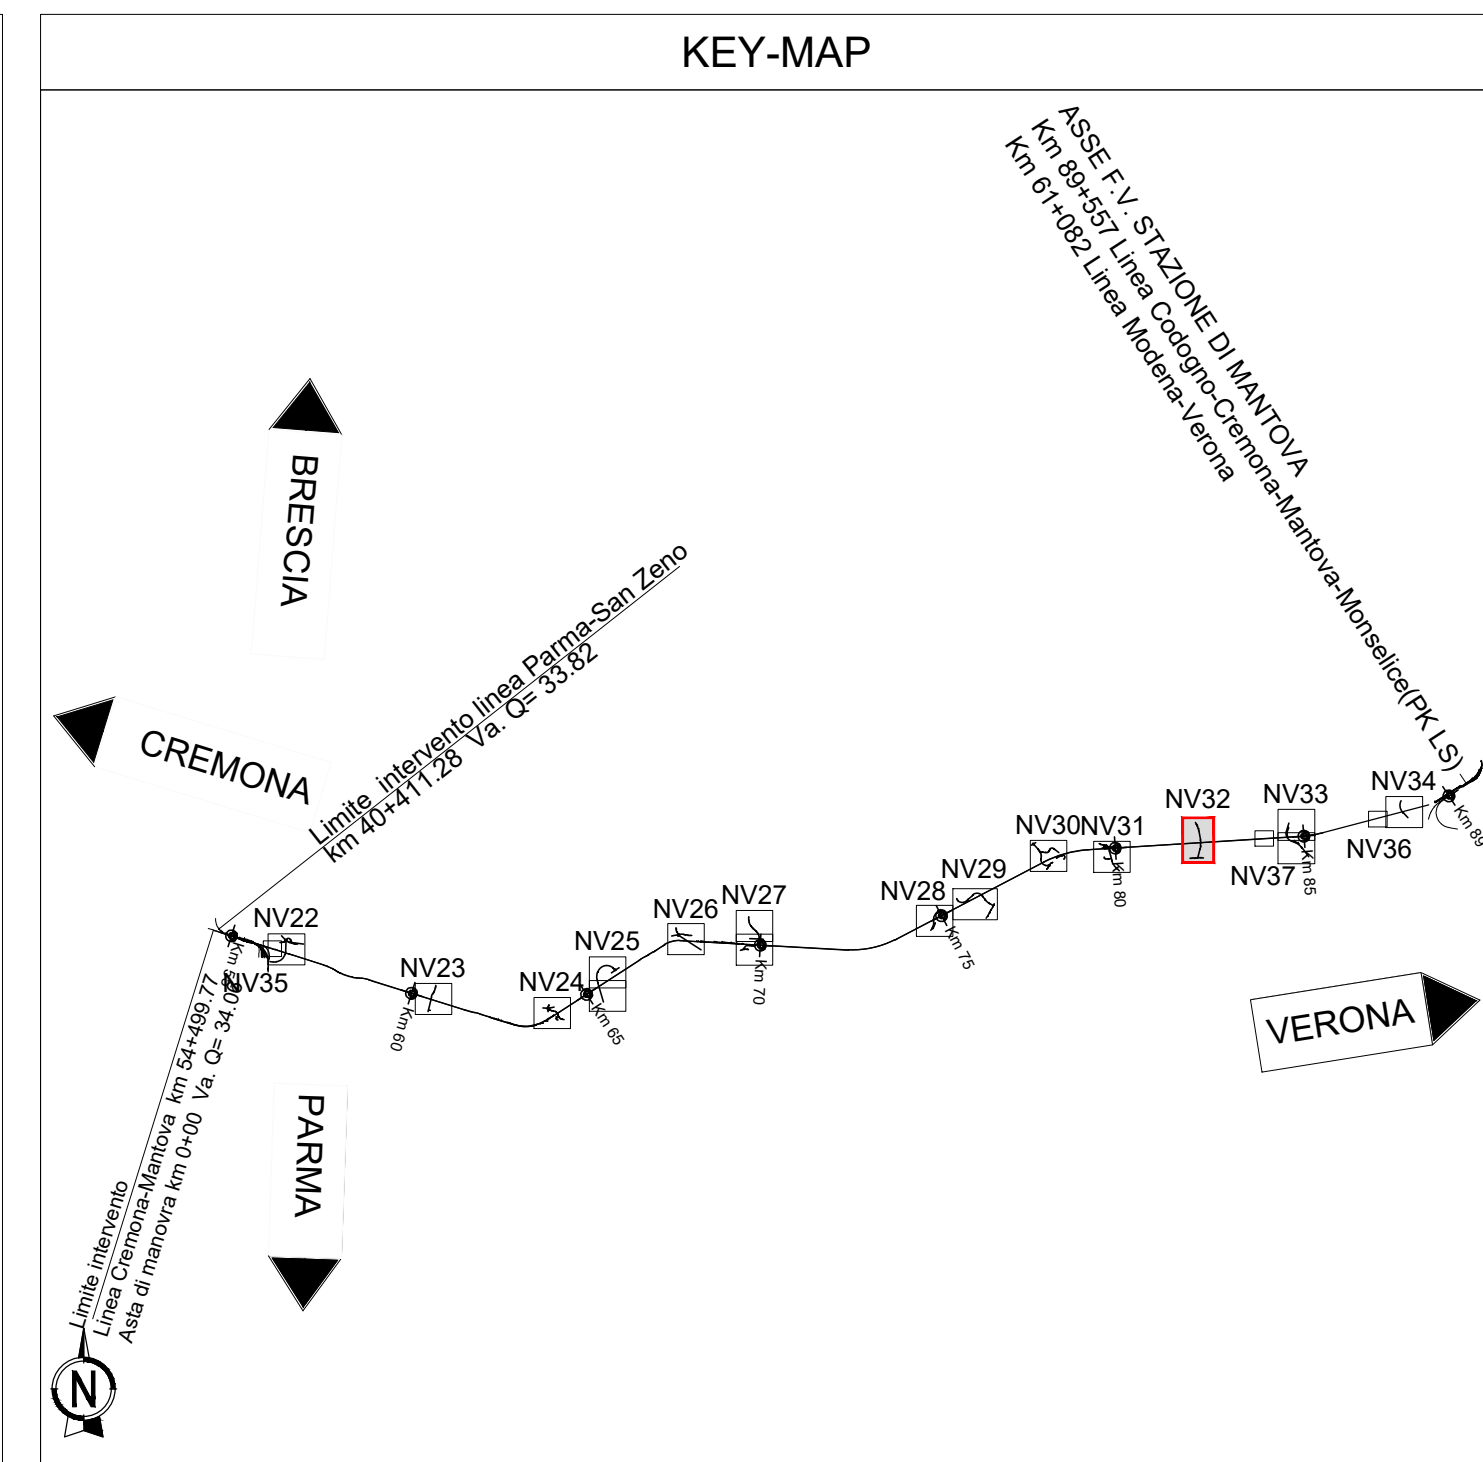 KEY-MAP
ASSE F.V. STAZIONE DI MANTOVA
Km 89+557 Linea Codogno-Cremona-Mantova-Monselice(PK LS)
Km 61+082 Linea Modena-Verona
BRESCIA
CREMONA
Limite intervento linea Parma-San Zeno
km 40+411.28 Va. Q= 33.82
NV22
NV35
NV23
Km 60
NV24
NV25
Km 65
NV26
NV27
Km 70
NV28
Km 75
NV29
NV30
NV31
Km 80
NV32
NV33
NV37
Km 85
NV34
NV36
Km 89
VERONA
PARMA
Limite intervento
Linea Cremona-Mantova km 54+499.77
Asta di manovra km 0+00 Va. Q= 34.06
N